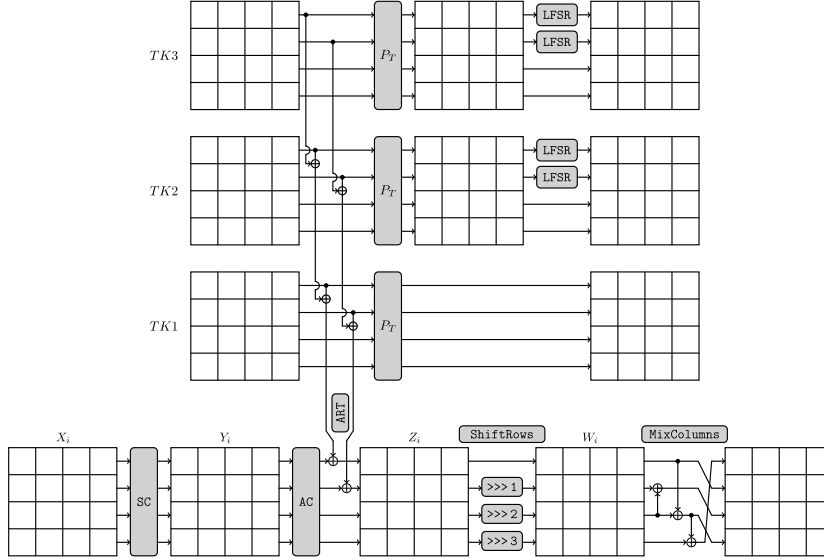 LFSR
LFSR
TK3
P_T
LFSR
LFSR
TK2
P_T
TK1
P_T
ART
X_i Y_i Z_i ShiftRows W_i MixColumns
SC AC
>>> 1
>>> 2
>>> 3